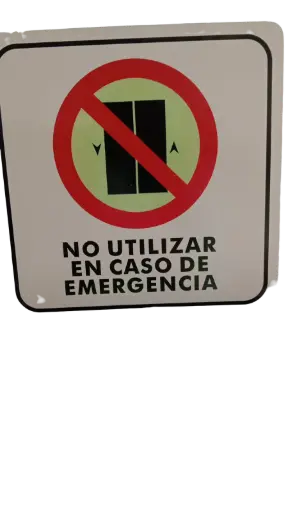 NO UTILIZAR
EN CASO DE
EMERGENCIA